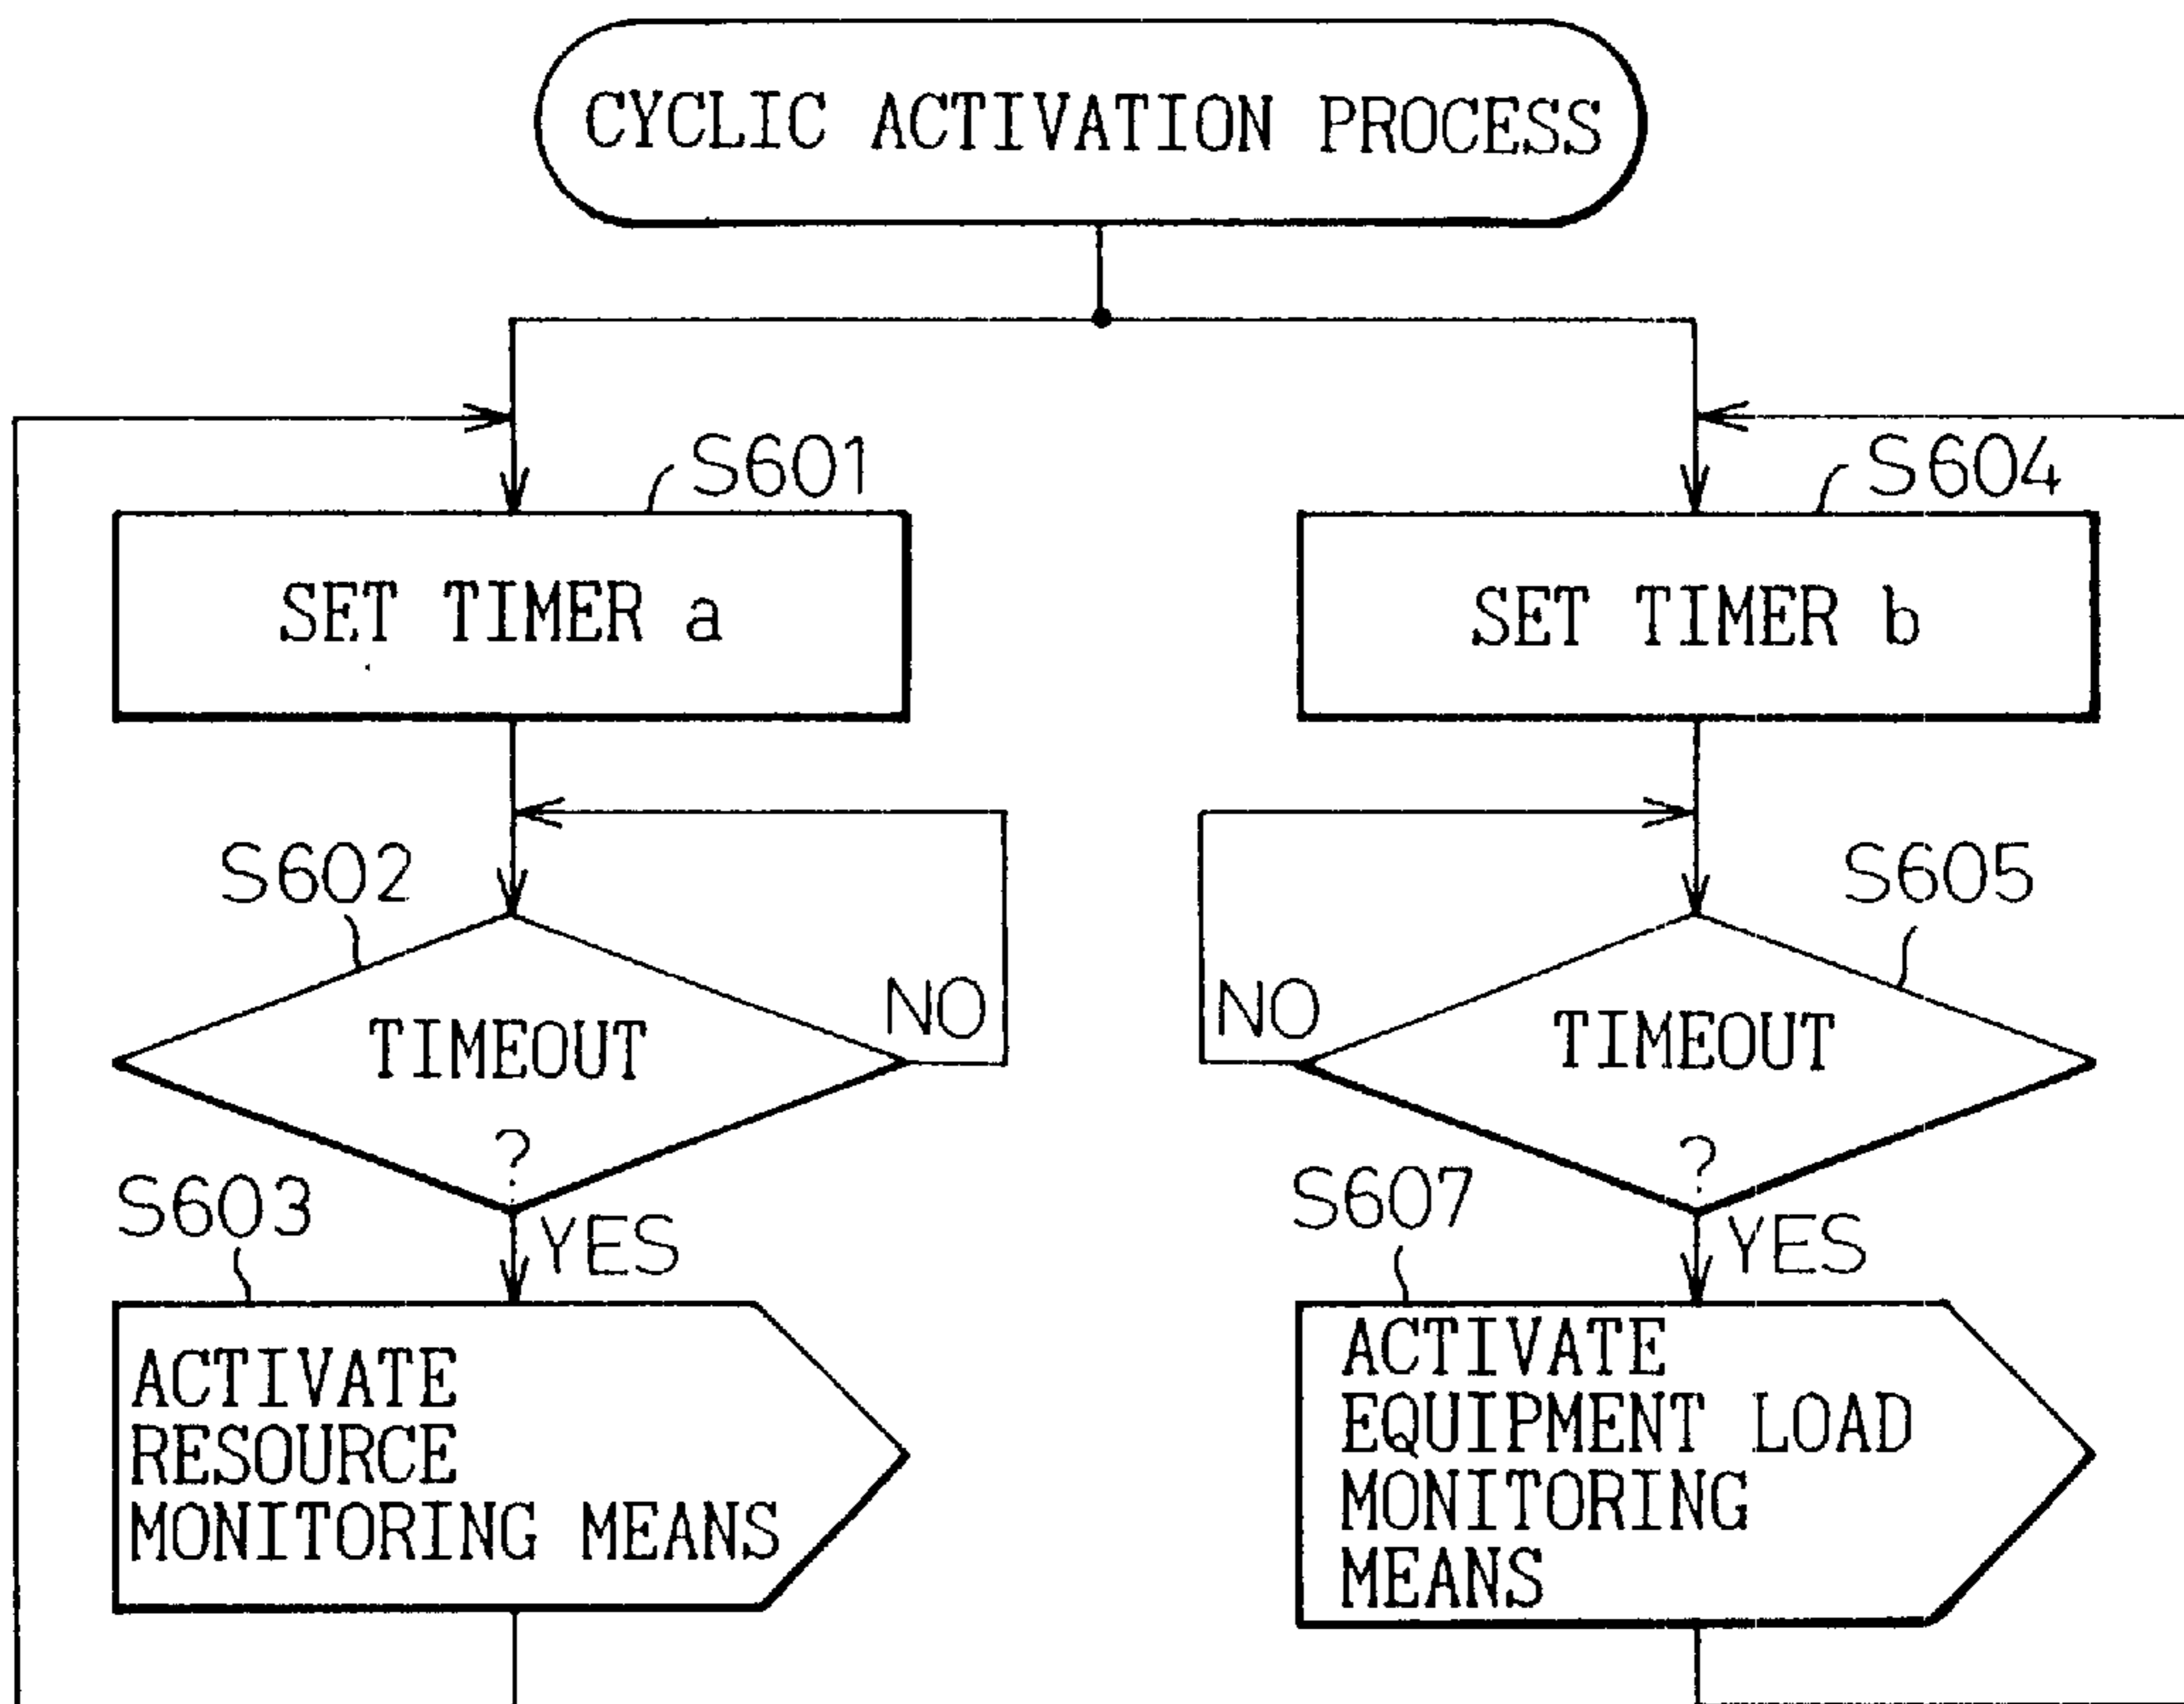 CYCLIC ACTIVATION PROCESS
S601
SET TIMER a
S602
TIMEOUT
?
NO
YES
S603
ACTIVATE
RESOURCE
MONITORING MEANS
S604
SET TIMER b
S605
TIMEOUT
?
NO
YES
S607
ACTIVATE
EQUIPMENT LOAD
MONITORING
MEANS